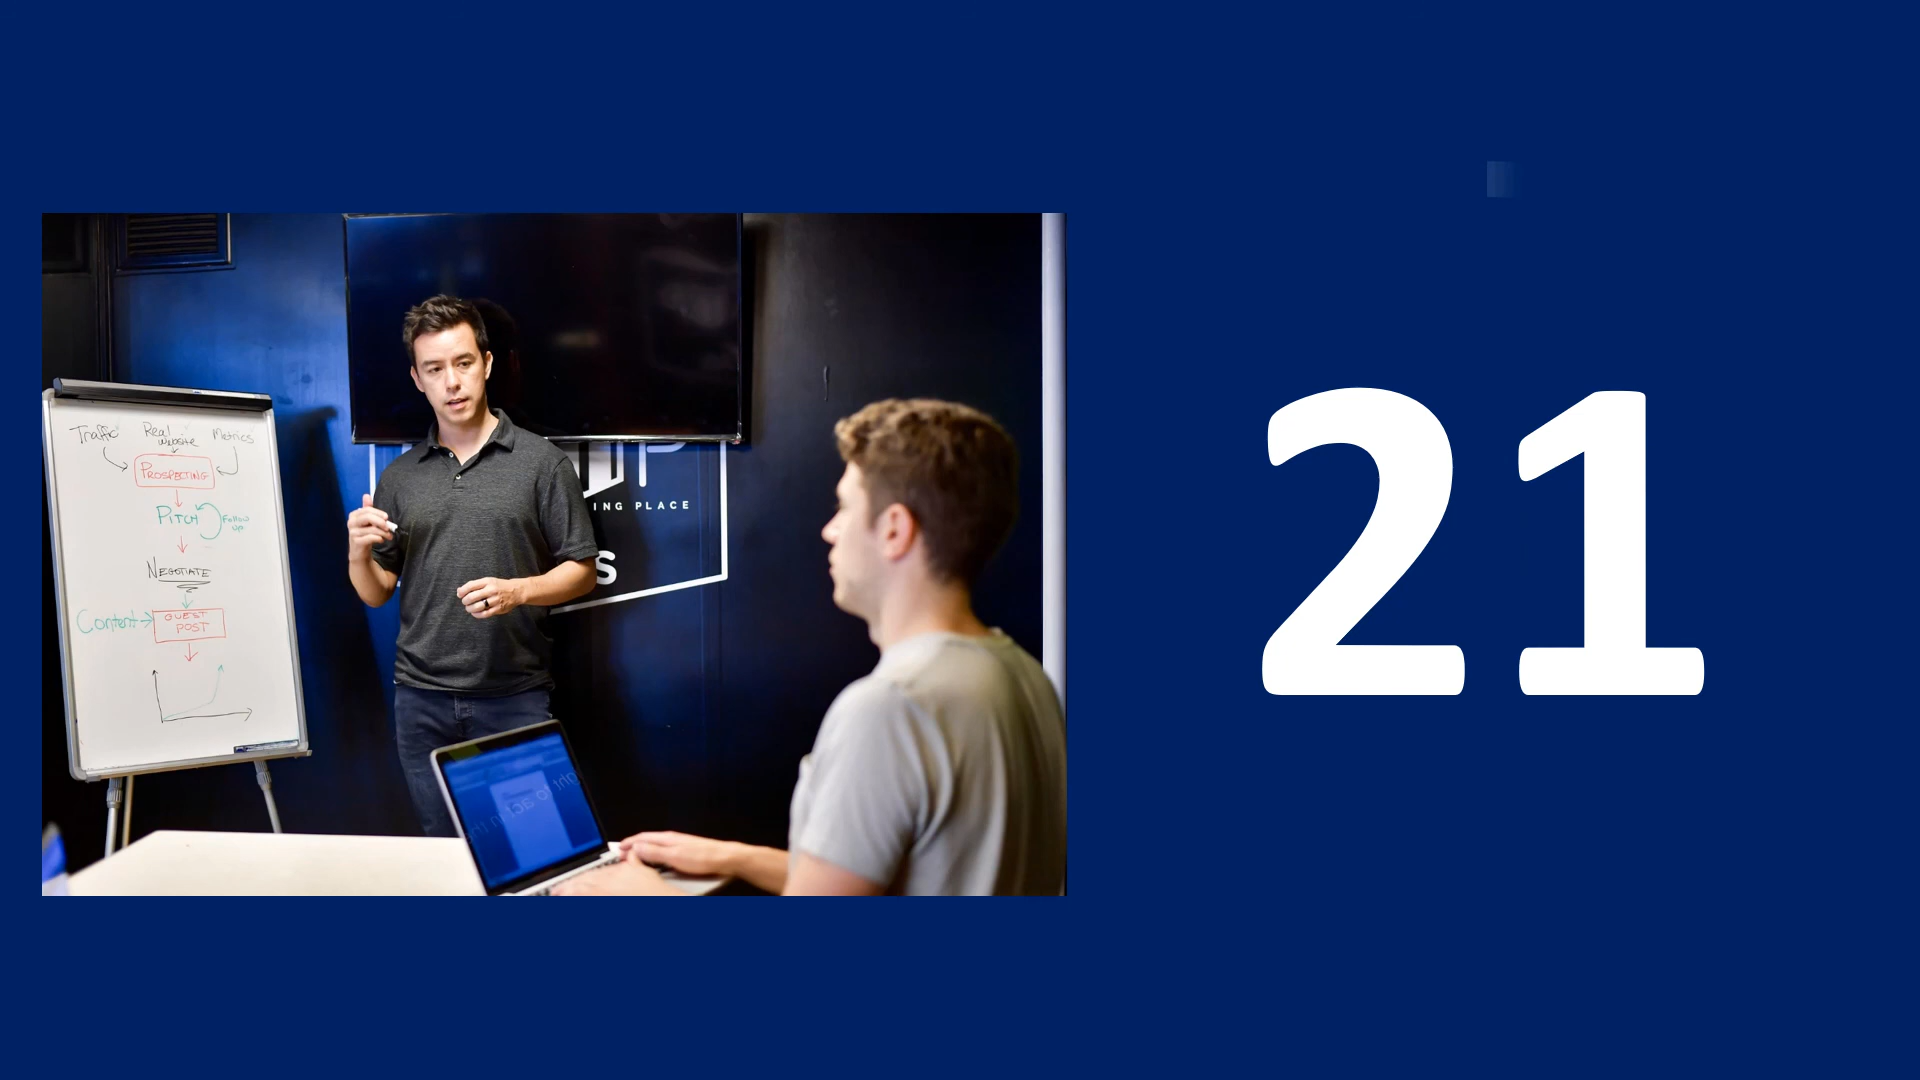 Traffic Real Metrics
website
PROSPECTING
PITCH Follow
UP
NEGOTIATE
Content GUEST
POST
ING PLACE
S
21